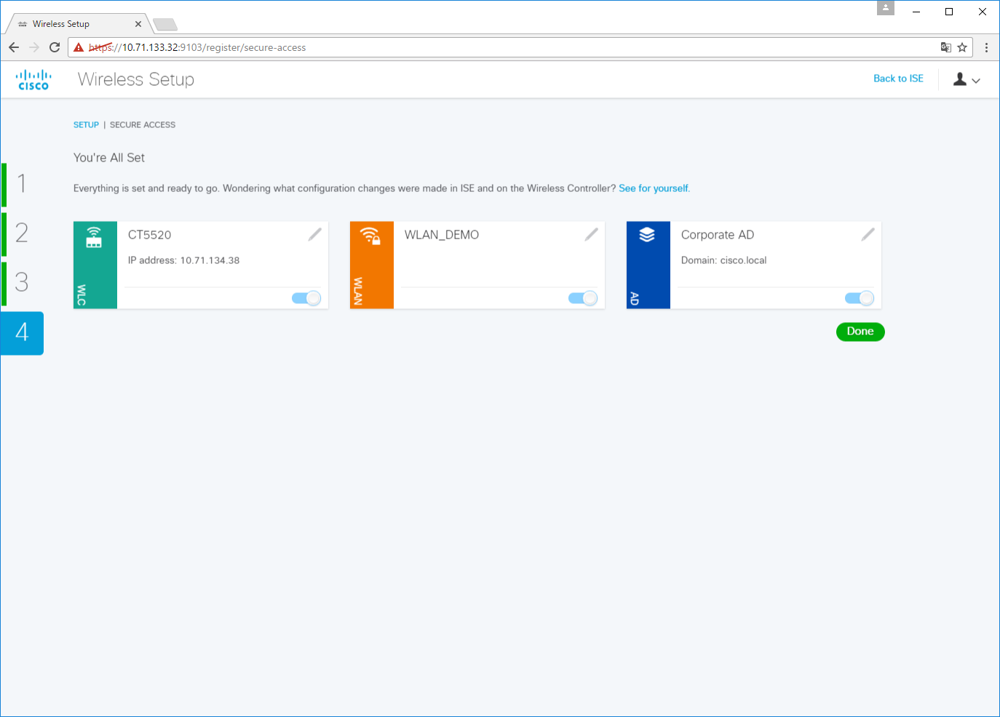 Wireless Setup
https://10.71.133.32:9103/register/secure-access
CISCO
Wireless Setup
Back to ISE
SETUP | SECURE ACCESS
You're All Set
Everything is set and ready to go. Wondering what configuration changes were made in ISE and on the Wireless Controller? See for yourself.
1
2
3
4
WLC
CT5520
IP address: 10.71.134.38
WLAN
WLAN_DEMO
AD
Corporate AD
Domain: cisco.local
Done